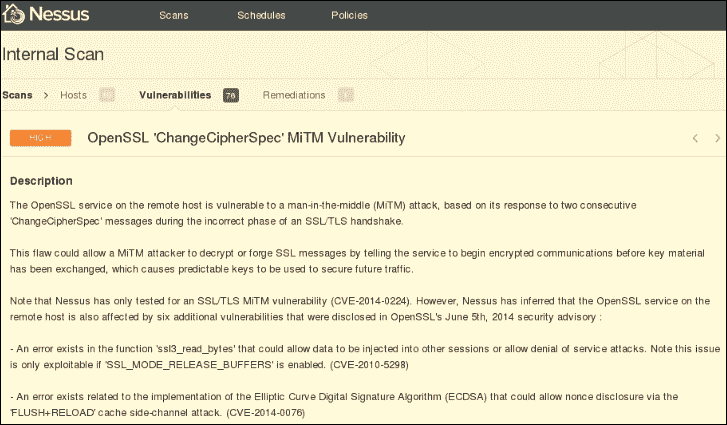 Nessus Scans Schedules Policies
Internal Scan
Scans > Hosts Vulnerabilities 76 Remediations
HIGH OpenSSL 'ChangeCipherSpec' MiTM Vulnerability < >
Description
The OpenSSL service on the remote host is vulnerable to a man-in-the-middle (MiTM) attack, based on its response to two consecutive
'ChangeCipherSpec' messages during the incorrect phase of an SSL/TLS handshake.
This flaw could allow a MiTM attacker to decrypt or forge SSL messages by telling the service to begin encrypted communications before key material
has been exchanged, which causes predictable keys to be used to secure future traffic.
Note that Nessus has only tested for an SSL/TLS MiTM vulnerability (CVE-2014-0224). However, Nessus has inferred that the OpenSSL service on the
remote host is also affected by six additional vulnerabilities that were disclosed in OpenSSL's June 5th, 2014 security advisory :
- An error exists in the function 'ssl3_read_bytes' that could allow data to be injected into other sessions or allow denial of service attacks. Note this issue
is only exploitable if 'SSL_MODE_RELEASE_BUFFERS' is enabled. (CVE-2010-5298)
- An error exists related to the implementation of the Elliptic Curve Digital Signature Algorithm (ECDSA) that could allow nonce disclosure via the
'FLUSH+RELOAD' cache side-channel attack. (CVE-2014-0076)